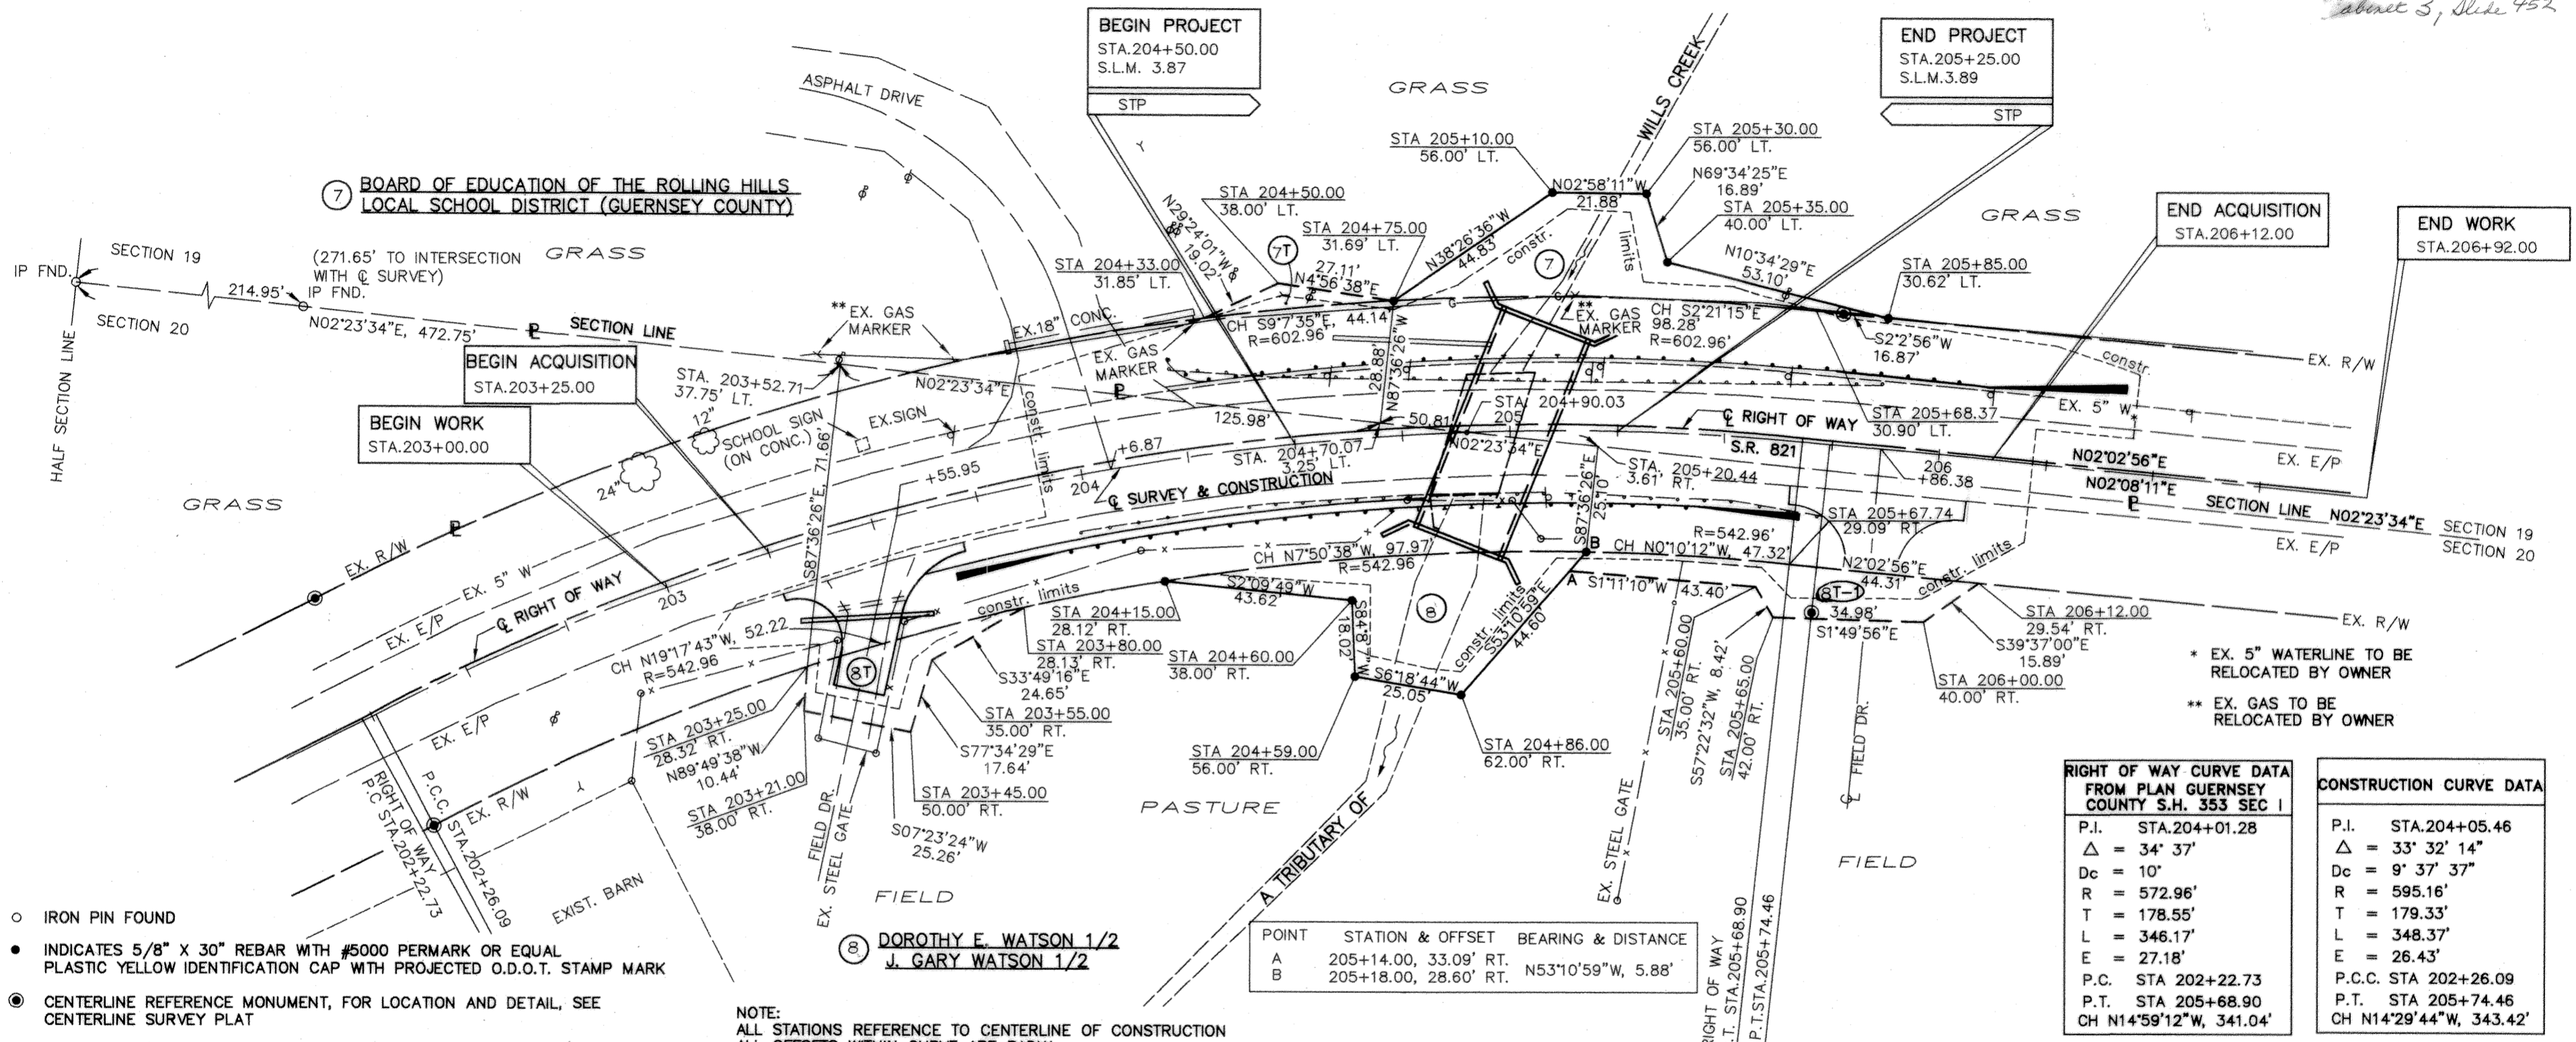 Cabinet 3, Slide 452
BEGIN PROJECT
STA.204+50.00
S.L.M. 3.87
STP
END PROJECT
STA.205+25.00
S.L.M.3.89
STP
GRASS
WILLS CREEK
ASPHALT DRIVE
STA 205+10.00
56.00' LT.
STA 205+30.00
56.00' LT.
N02°58'11"W
21.88'
N69°34'25"E
16.89'
STA 205+35.00
40.00' LT.
GRASS
7 BOARD OF EDUCATION OF THE ROLLING HILLS
LOCAL SCHOOL DISTRICT (GUERNSEY COUNTY)
STA 204+50.00
38.00' LT.
N29°24'01"W
19.02'
7T
STA 204+75.00
31.69' LT.
N38°26'36"W
44.83'
constr.
limits
7
END ACQUISITION
STA.206+12.00
END WORK
STA.206+92.00
SECTION 19
IP FND.
SECTION 20
HALF SECTION LINE
214.95'
(271.65' TO INTERSECTION
WITH ℄ SURVEY)
IP FND.
GRASS
N02°23'34"E, 472.75'
SECTION LINE
STA 204+33.00
31.85' LT.
27.11'
N4°56'38"E
N10°34'29"E
53.10'
STA 205+85.00
30.62' LT.
** EX. GAS
MARKER
EX.18" CONC.
CH S9°7'35"E, 44.14'
R=602.96'
G
**
EX. GAS
MARKER
CH S2°21'15"E
98.28'
R=602.96'
S2°2'56"W
16.87'
constr.
EX. R/W
BEGIN ACQUISITION
STA.203+25.00
STA. 203+52.71
37.75' LT.
N02°23'34"E
EX. GAS
MARKER
28.88'
N87°36'26"W
BEGIN WORK
STA.203+00.00
12"
24"
SCHOOL SIGN
(ON CONC.)
EX.SIGN
constr. limits
125.98'
50.81'
STA. 204+90.03
205
℄ RIGHT OF WAY
STA 205+68.37
30.90' LT.
EX. 5" W
*
S87°36'26"E, 71.66'
+55.95
+6.87
204
STA. 204+70.07
3.25' LT.
N02°23'34"E
S.R. 821
206
+86.38
N02°02'56"E
EX. E/P
N02°08'11"E
GRASS
℄ SURVEY & CONSTRUCTION
STA. 205+20.44
3.61' RT.
S87°36'26"E
25.10'
SECTION LINE N02°23'34"E SECTION 19
SECTION 20
EX. E/P
EX. R/W
EX. 5" W
EX. E/P
℄ RIGHT OF WAY
203
R=542.96'
STA 205+67.74
29.09' RT.
CH N7°50'38"W, 97.97'
R=542.96
B
CH N0°10'12"W, 47.32'
N2°02'56"E
44.31'
constr. limits
S2°09'49"W
43.62'
constr. limits
A
S1°11'10"W 43.40'
8T-1
34.98'
S1°49'56"E
STA 204+15.00
28.12' RT.
STA 203+80.00
28.13' RT.
S84°8'7"W
18.02
8
constr. limits
S53°10'59"E
44.60'
STA 206+12.00
29.54' RT.
EX. R/W
S39°37'00"E
15.89'
CH N19°17'43"W, 52.22
R=542.96
8T
STA 204+60.00
38.00' RT.
S33°49'16"E
24.65'
S6°18'44"W
25.05'
STA 205+60.00
35.00' RT.
S57°22'32"W, 8.42'
STA 205+65.00
42.00' RT.
STA 206+00.00
40.00' RT.
* EX. 5" WATERLINE TO BE
RELOCATED BY OWNER
** EX. GAS TO BE
RELOCATED BY OWNER
EX. E/P
STA 203+25.00
28.32' RT.
N89°49'38"W
10.44'
STA 203+21.00
38.00' RT.
STA 203+55.00
35.00' RT.
S77°34'29"E
17.64'
STA 203+45.00
50.00' RT.
S07°23'24"W
25.26'
STA 204+59.00
56.00' RT.
STA 204+86.00
62.00' RT.
RIGHT OF WAY
P.C STA.202+22.73
P.C.C. STA.202+26.09
EX. R/W
EXIST. BARN
FIELD DR.
EX. STEEL GATE
FIELD
PASTURE
A TRIBUTARY OF
EX. STEEL GATE
℄ FIELD DR.
FIELD
RIGHT OF WAY
P.T. STA.205+68.90
P.T.STA.205+74.46
○ IRON PIN FOUND
● INDICATES 5/8" X 30" REBAR WITH #5000 PERMARK OR EQUAL
PLASTIC YELLOW IDENTIFICATION CAP WITH PROJECTED O.D.O.T. STAMP MARK
CENTERLINE REFERENCE MONUMENT, FOR LOCATION AND DETAIL, SEE
CENTERLINE SURVEY PLAT
8 DOROTHY E. WATSON 1/2
J. GARY WATSON 1/2
NOTE:
ALL STATIONS REFERENCE TO CENTERLINE OF CONSTRUCTION
POINT STATION & OFFSET BEARING & DISTANCE
A 205+14.00, 33.09' RT.
B 205+18.00, 28.60' RT. N53°10'59"W, 5.88'
RIGHT OF WAY CURVE DATA
FROM PLAN GUERNSEY
COUNTY S.H. 353 SEC I
P.I. STA.204+01.28
△ = 34° 37'
Dc = 10°
R = 572.96'
T = 178.55'
L = 346.17'
E = 27.18'
P.C. STA 202+22.73
P.T. STA 205+68.90
CH N14°59'12"W, 341.04'
CONSTRUCTION CURVE DATA
P.I. STA.204+05.46
△ = 33° 32' 14"
Dc = 9° 37' 37"
R = 595.16'
T = 179.33'
L = 348.37'
E = 26.43'
P.C.C. STA 202+26.09
P.T. STA 205+74.46
CH N14°29'44"W, 343.42'